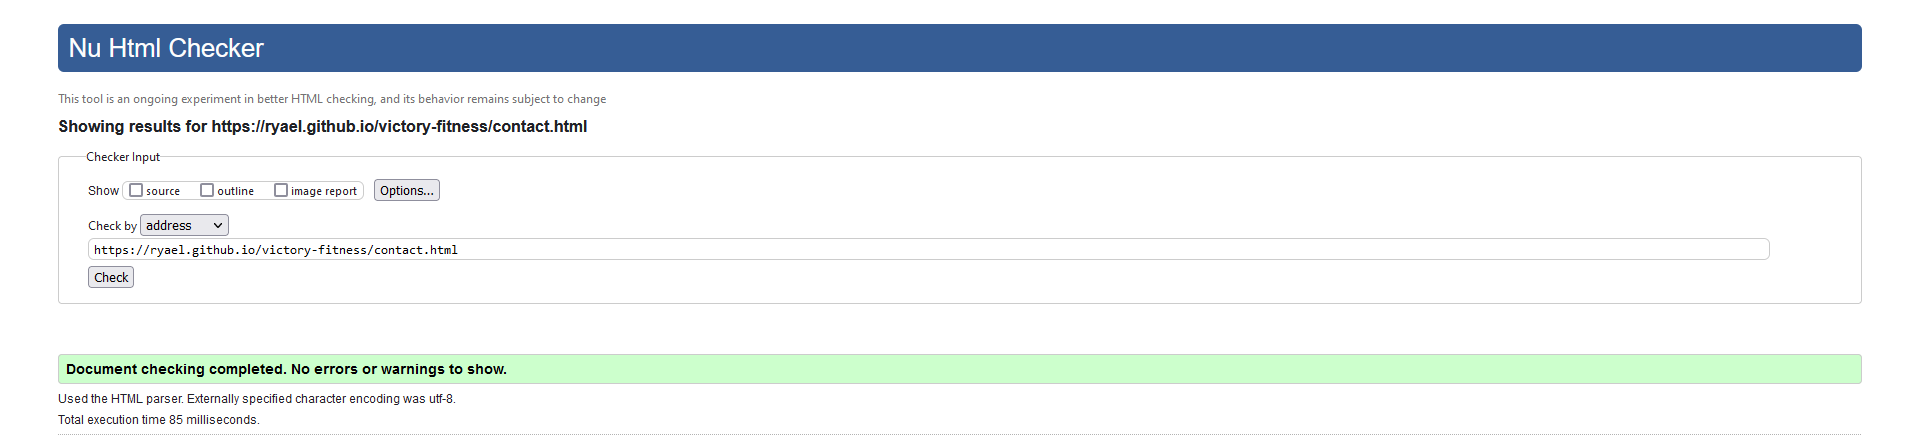 Nu Html Checker
This tool is an ongoing experiment in better HTML checking, and its behavior remains subject to change
Showing results for https://ryael.github.io/victory-fitness/contact.html
Checker Input
Show source outline image report Options...
Check by address
https://ryael.github.io/victory-fitness/contact.html
Check
Document checking completed. No errors or warnings to show.
Used the HTML parser. Externally specified character encoding was utf-8.
Total execution time 85 milliseconds.